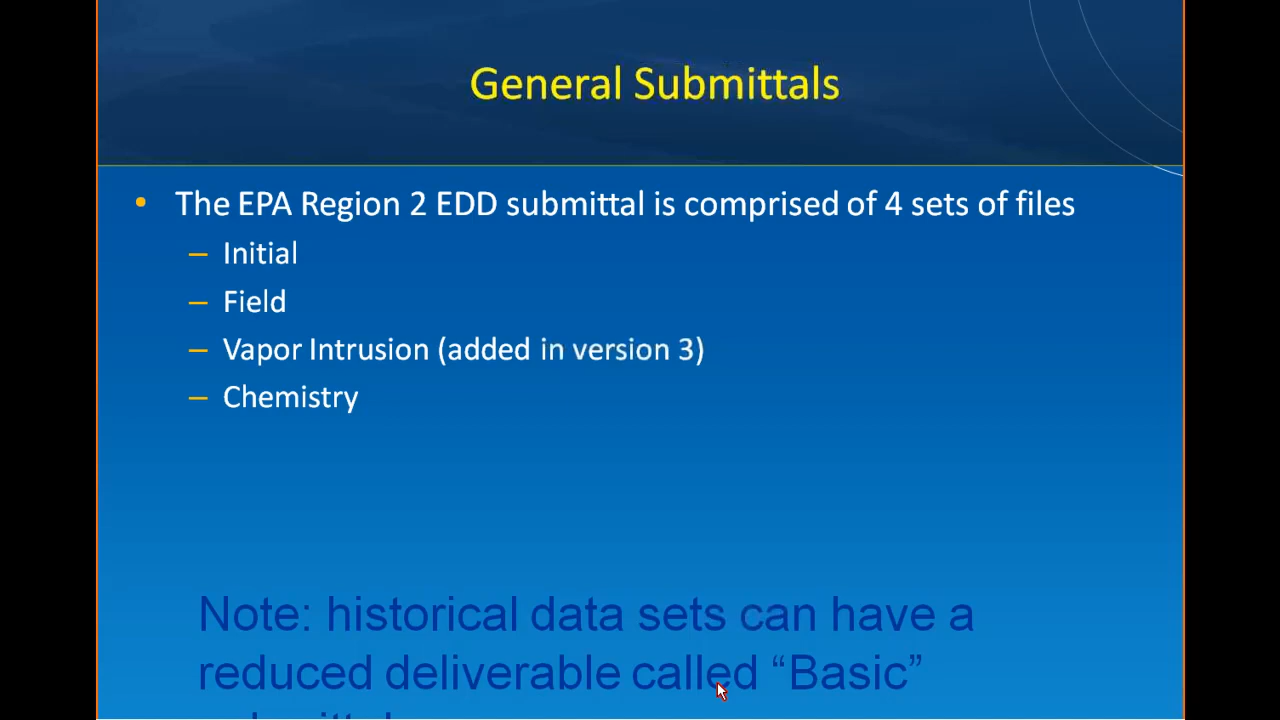 General Submittals
• The EPA Region 2 EDD submittal is comprised of 4 sets of files
– Initial
– Field
– Vapor Intrusion (added in version 3)
– Chemistry
Note: historical data sets can have a
reduced deliverable called “Basic”